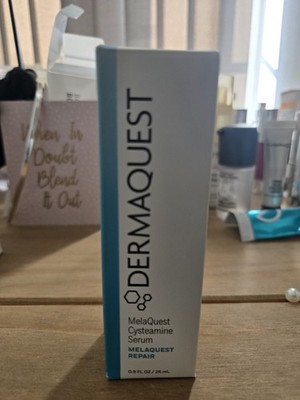 When In
Doubt
Blend
It Out
DERMAQUEST
MelaQuest
Cysteamine
Serum
MELAQUEST
REPAIR